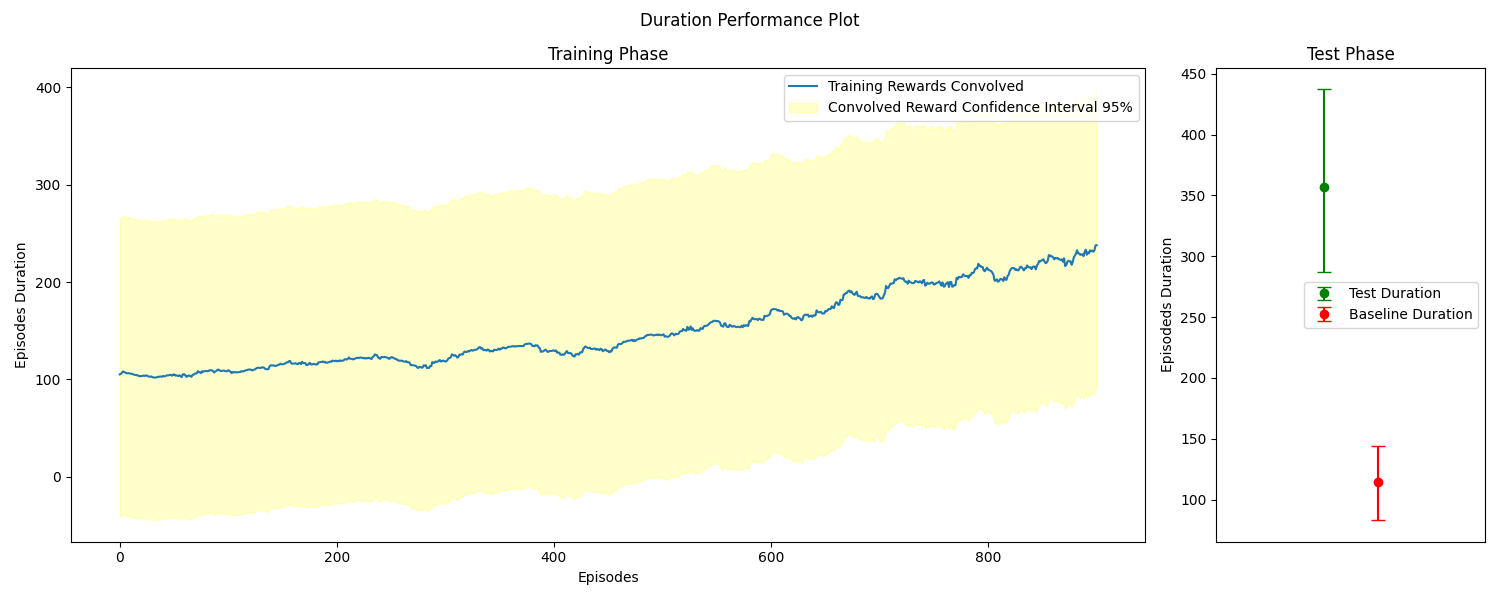 Duration Performance Plot
Training Phase
Episodes Duration
400
300
200
100
0
Training Rewards Convolved
Convolved Reward Confidence Interval 95%
0 200 400 600 800
Episodes
Test Phase
Episodeds Duration
450
400
350
300
250
200
150
100
Test Duration
Baseline Duration